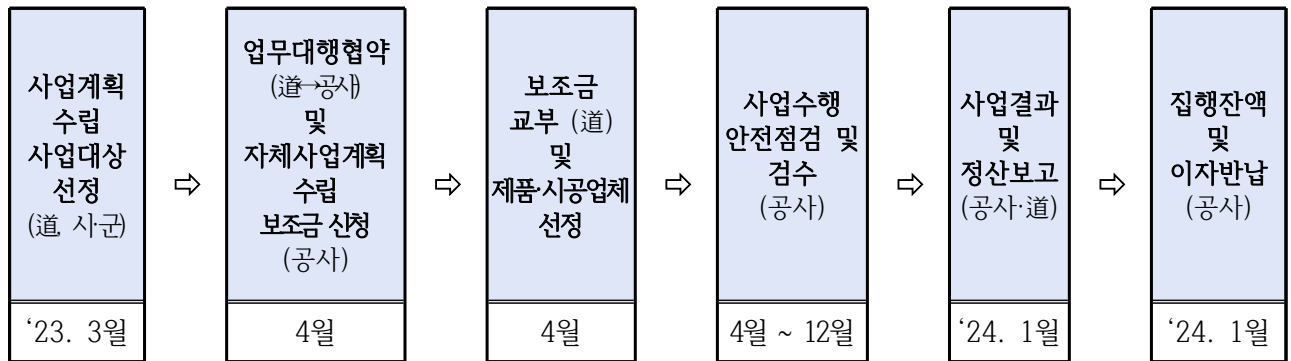 사업계획
수립
사업대상
선정
(道, 시·군)
'23. 3월
⇨
업무대행협약
(道→공사)
및
자체사업계획
수립
보조금 신청
(공사)
4월
⇨
보조금
교부 (道)
및
제품·시공업체
선정
4월
⇨
사업수행
안전점검 및
검수
(공사)
4월 ~ 12월
⇨
사업결과
및
정산보고
(공사·道)
‘24. 1월
⇨
집행잔액
및
이자반납
(공사)
‘24. 1월